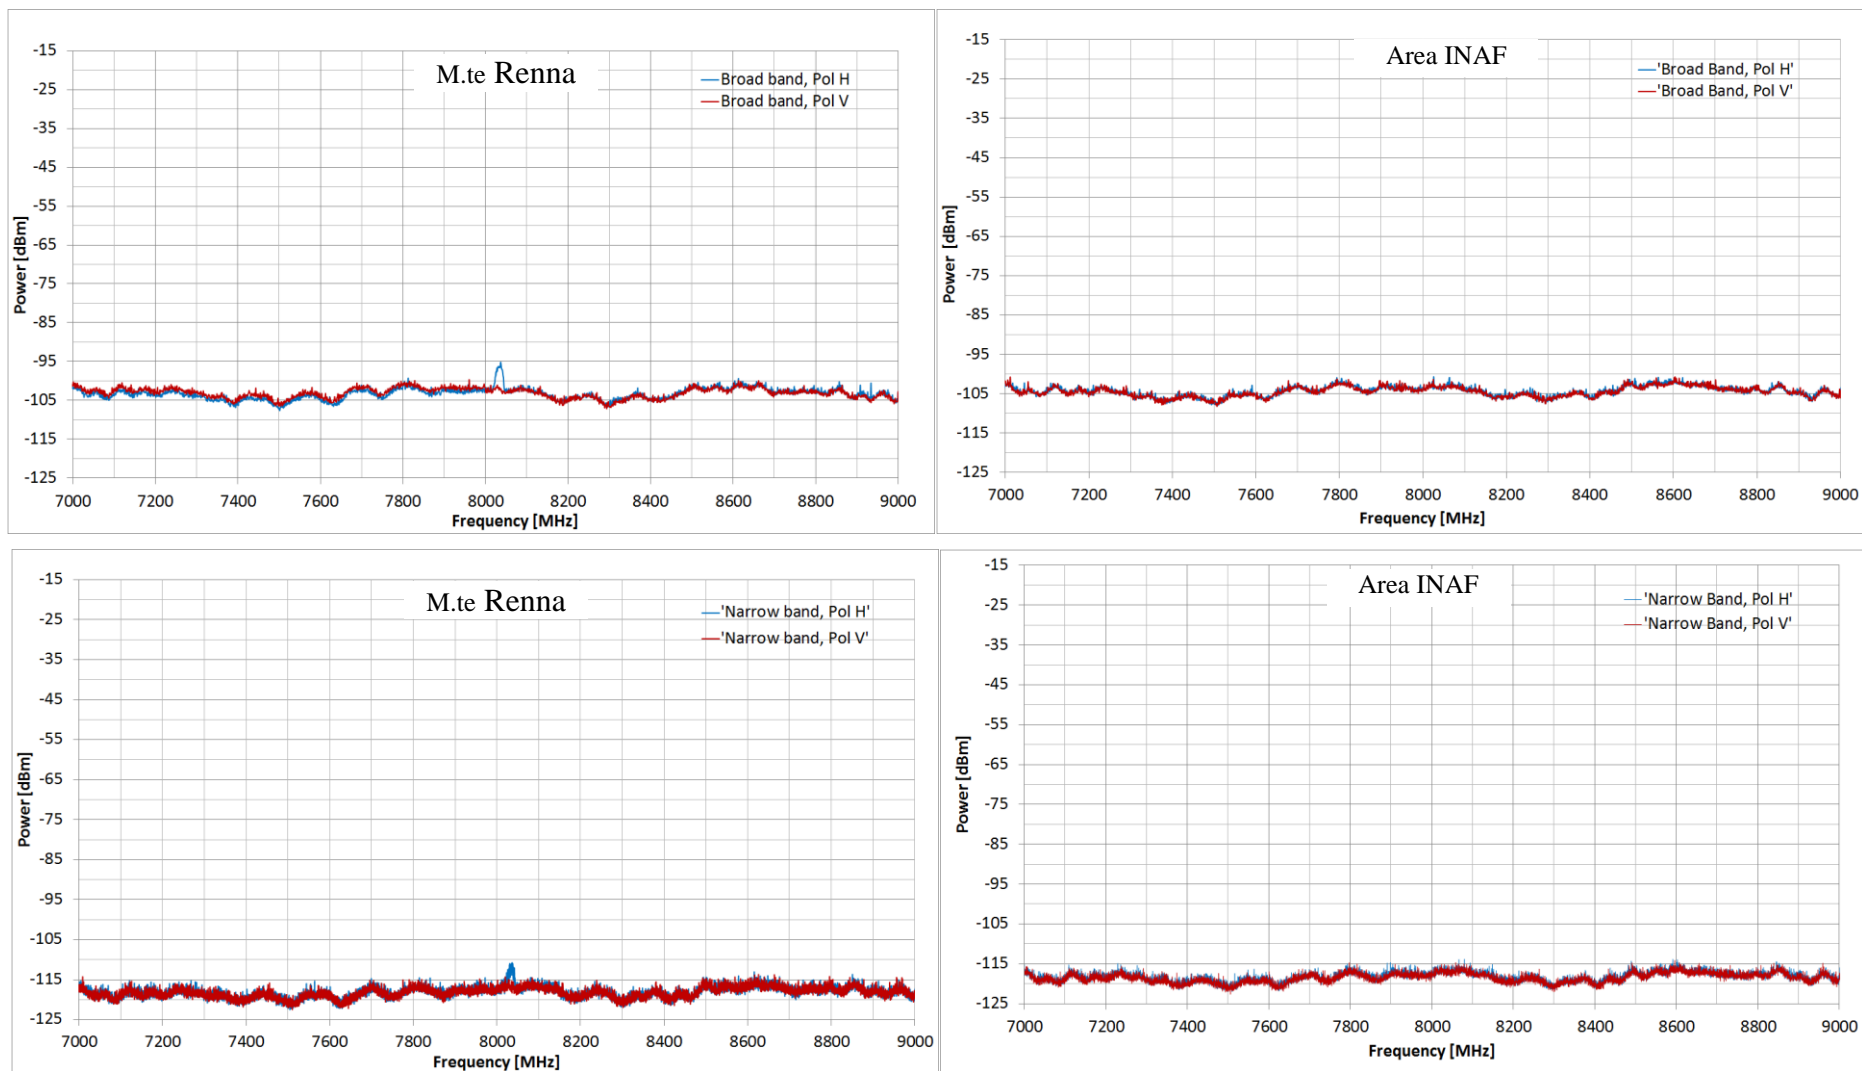 M.te Renna
Broad band, Pol H
Broad band, Pol V
-15
-25
-35
-45
-55
-65
-75
-85
-95
-105
-115
-125
Power [dBm]
7000 7200 7400 7600 7800 8000 8200 8400 8600 8800 9000
Frequency [MHz]
Area INAF
'Broad Band, Pol H'
'Broad Band, Pol V'
-15
-25
-35
-45
-55
-65
-75
-85
-95
-105
-115
-125
Power [dBm]
7000 7200 7400 7600 7800 8000 8200 8400 8600 8800 9000
Frequency [MHz]
M.te Renna
'Narrow band, Pol H'
'Narrow band, Pol V'
-15
-25
-35
-45
-55
-65
-75
-85
-95
-105
-115
-125
Power [dBm]
7000 7200 7400 7600 7800 8000 8200 8400 8600 8800 9000
Frequency [MHz]
Area INAF
'Narrow Band, Pol H'
'Narrow Band, Pol V'
-15
-25
-35
-45
-55
-65
-75
-85
-95
-105
-115
-125
Power [dBm]
7000 7200 7400 7600 7800 8000 8200 8400 8600 8800 9000
Frequency [MHz]